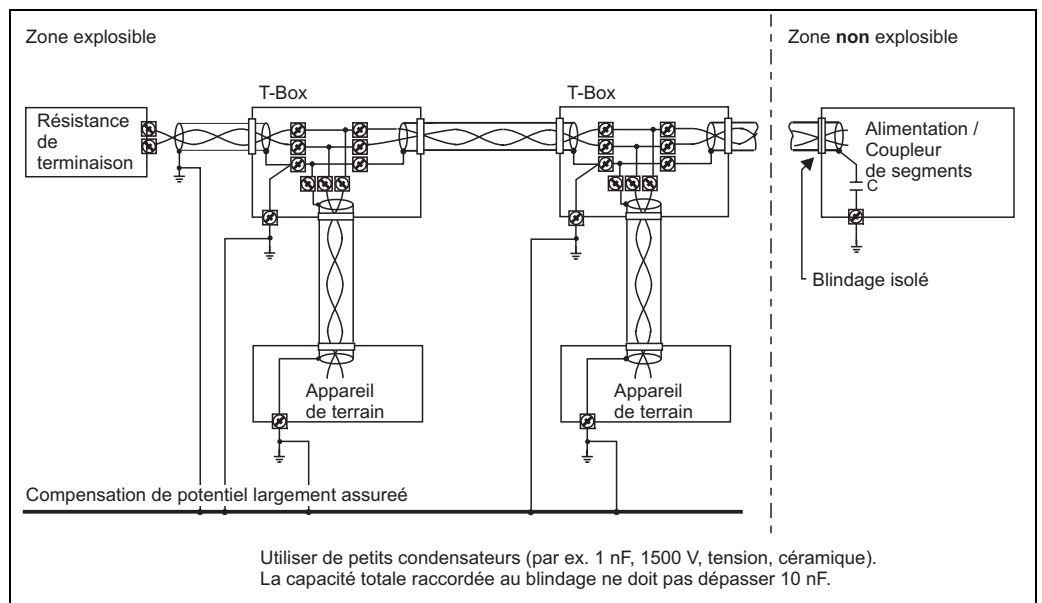 Zone explosible
Zone non explosible
T-Box
T-Box
Résistance
de
terminaison
Alimentation /
Coupleur
de segments
C
Blindage isolé
Appareil
de terrain
Appareil
de terrain
Compensation de potentiel largement assureé
Utiliser de petits condensateurs (par ex. 1 nF, 1500 V, tension, céramique).
La capacité totale raccordée au blindage ne doit pas dépasser 10 nF.